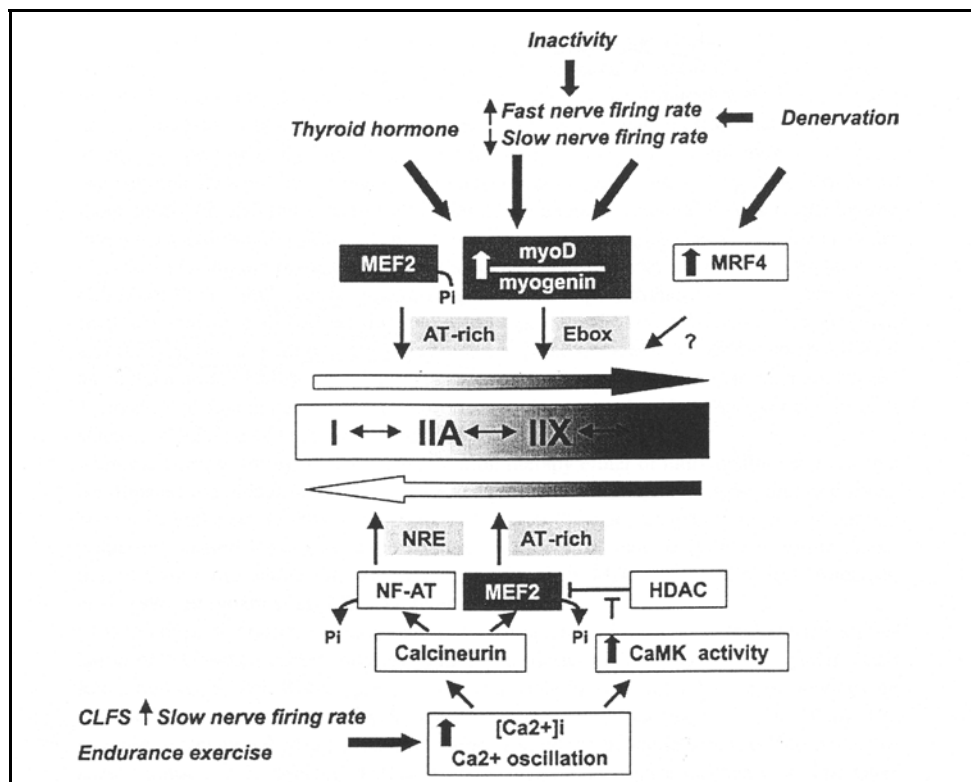 Inactivity
Fast nerve firing rate
Slow nerve firing rate
Thyroid hormone
Denervation
MEF2
Pi
myoD
myogenin
MRF4
AT-rich
Ebox
?
I IIA IIX
NRE
AT-rich
NF-AT
MEF2
HDAC
Pi
Pi
Calcineurin
CaMK activity
CLFS Slow nerve firing rate
Endurance exercise
[Ca2+]i
Ca2+ oscillation